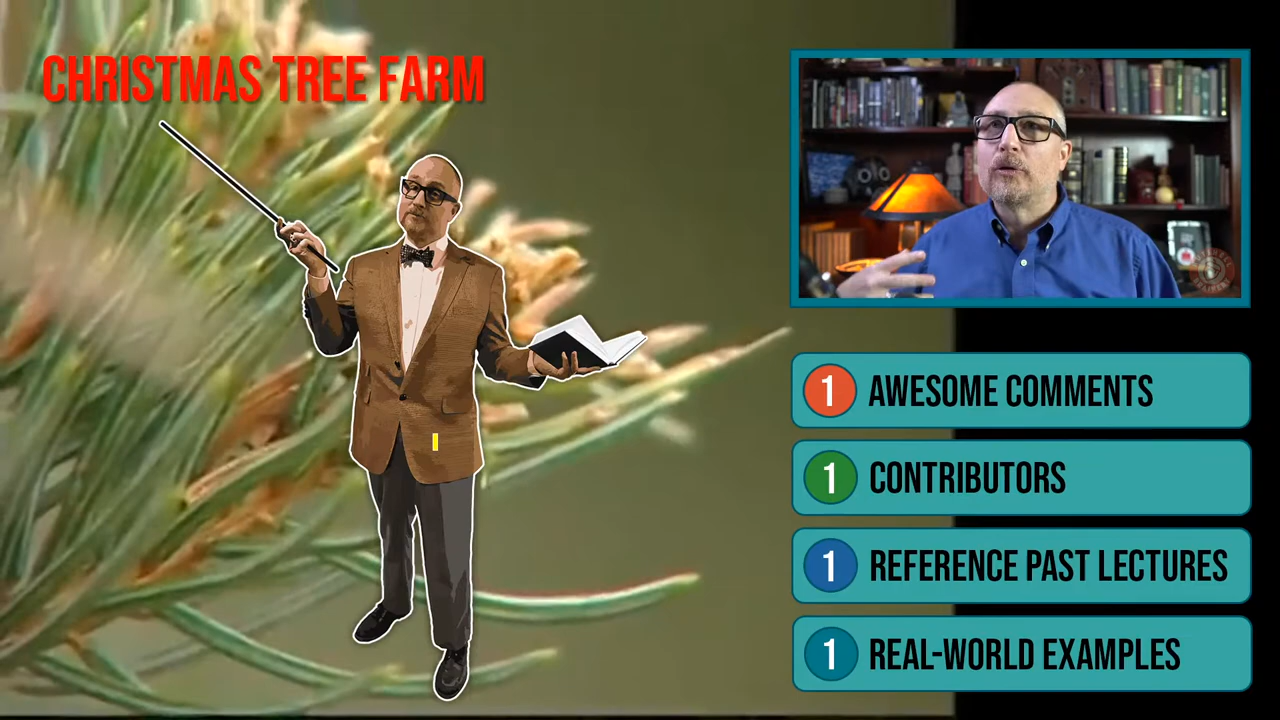 CHRISTMAS TREE FARM
1 AWESOME COMMENTS
1 CONTRIBUTORS
1 REFERENCE PAST LECTURES
1 REAL-WORLD EXAMPLES